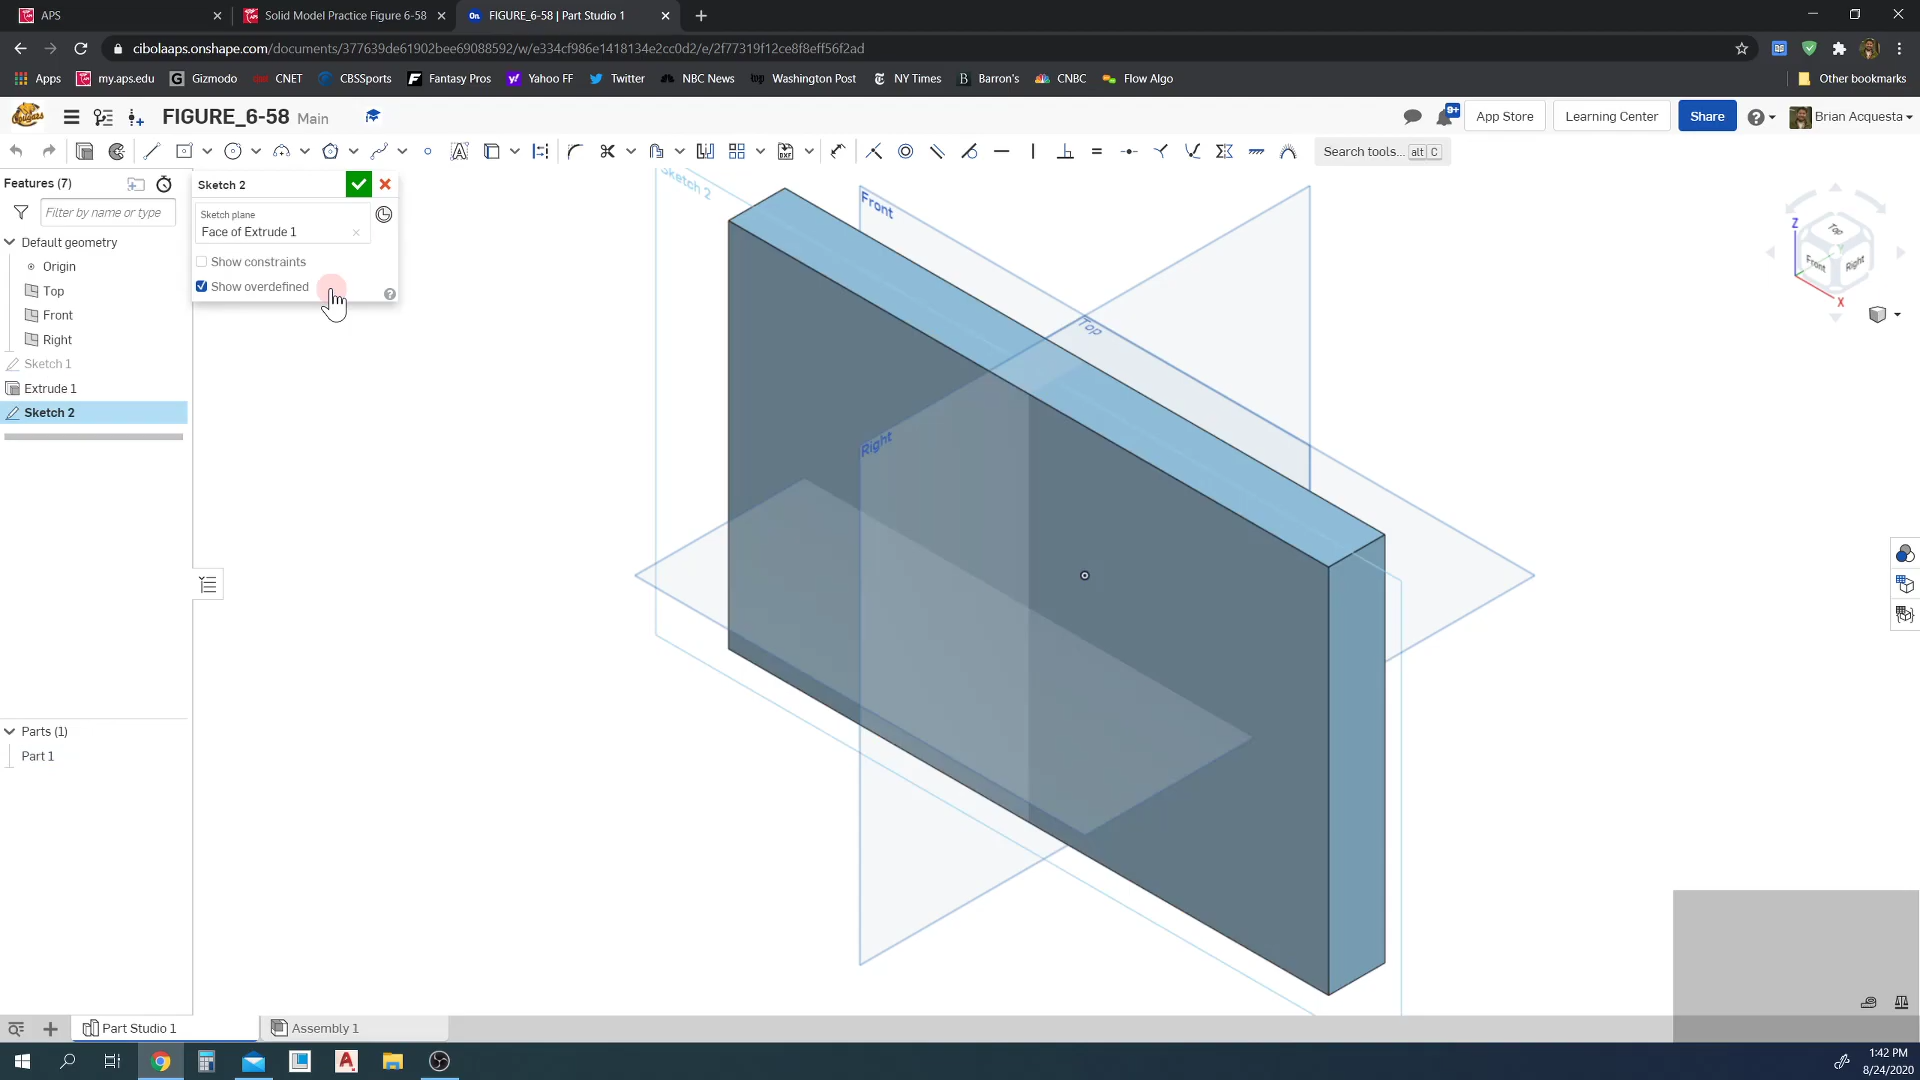 APS
Solid Model Practice Figure 6-58
On FIGURE_6-58 | Part Studio 1
cibolaaps.onshape.com/documents/377639de61902bee69088592/w/e334cf986e1418134e2cc0d2/e/2f77319f12ce8f8eff56f2ad
Apps my.aps.edu Gizmodo CNET CBSSports Fantasy Pros Yahoo FF Twitter NBC News Washington Post NY Times Barron's CNBC Flow Algo Other bookmarks
FIGURE_6-58 Main
9+ App Store Learning Center Share Brian Acquesta
Search tools... alt C
Features (7)
Filter by name or type
Default geometry
Origin
Top
Front
Right
Sketch 1
Extrude 1
Sketch 2
Parts (1)
Part 1
Sketch 2
Sketch plane
Face of Extrude 1
Show constraints
Show overdefined
Sketch 2
Front
Top
Right
Z
Top
Front
Right
X
Part Studio 1
Assembly 1
1:42 PM
8/24/2020